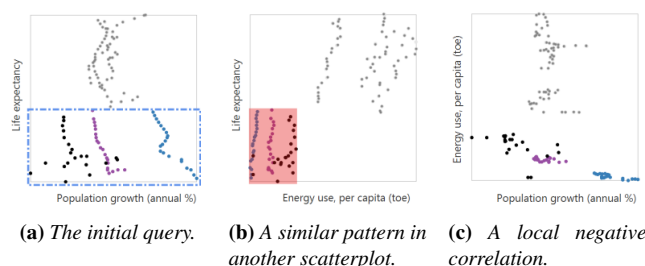 Life expectancy
Population growth (annual %)
(a) The initial query.
Life expectancy
Energy use, per capita (toe)
(b) A similar pattern in
another scatterplot.
Energy use, per capita (toe)
Population growth (annual %)
(c) A local negative
correlation.